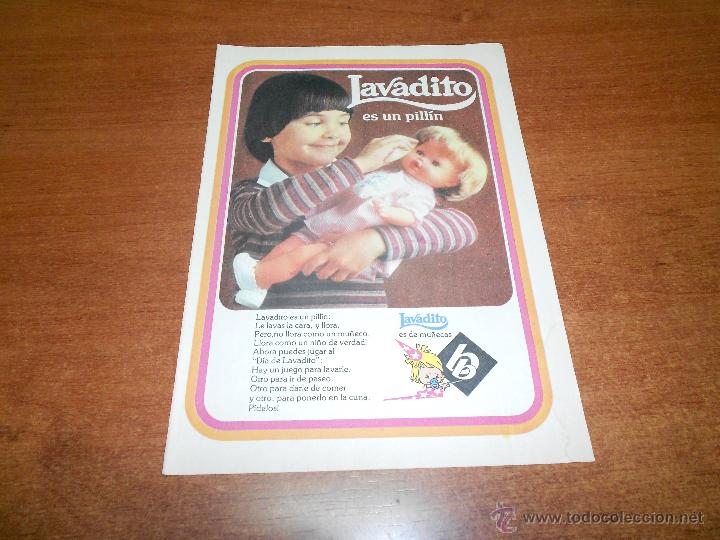 Lavadito
es un pillín
Lavadito es un pillín:
Le lavas la cara, y llora.
Pero, no llora como un muñeco.
Llora como un niño de verdad.
Ahora puedes jugar al
"Día de Lavadito":
Hay un juego para lavarle.
Otro para ir de paseo.
Otro para darle de comer
y otro, para ponerlo en la cuna.
Pídelos!
Lavadito
es de muñecas
hb
todocoleccion
www.todocoleccion.net